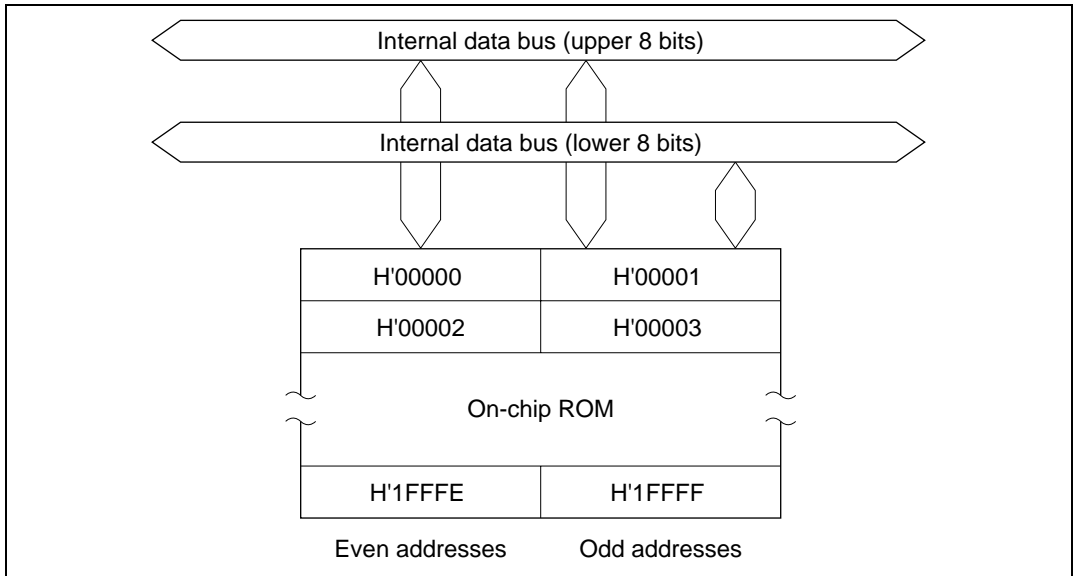 Internal data bus (upper 8 bits)
Internal data bus (lower 8 bits)
H'00000 H'00001
H'00002 H'00003
On-chip ROM
H'1FFFE H'1FFFF
Even addresses Odd addresses